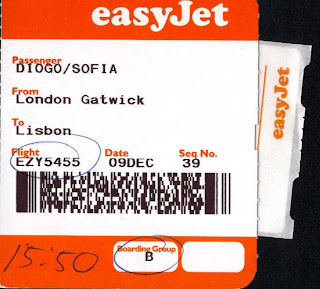 easyJet
Passenger
DIOGO/SOFIA
From
London Gatwick
To
Lisbon
Flight Date Seq No.
EZY5455 09DEC 39
15:50
Boarding Group
B
easyJet